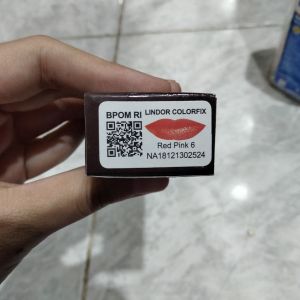 BPOM RI LINDOR COLORFIX
Red Pink 6
NA18121302524